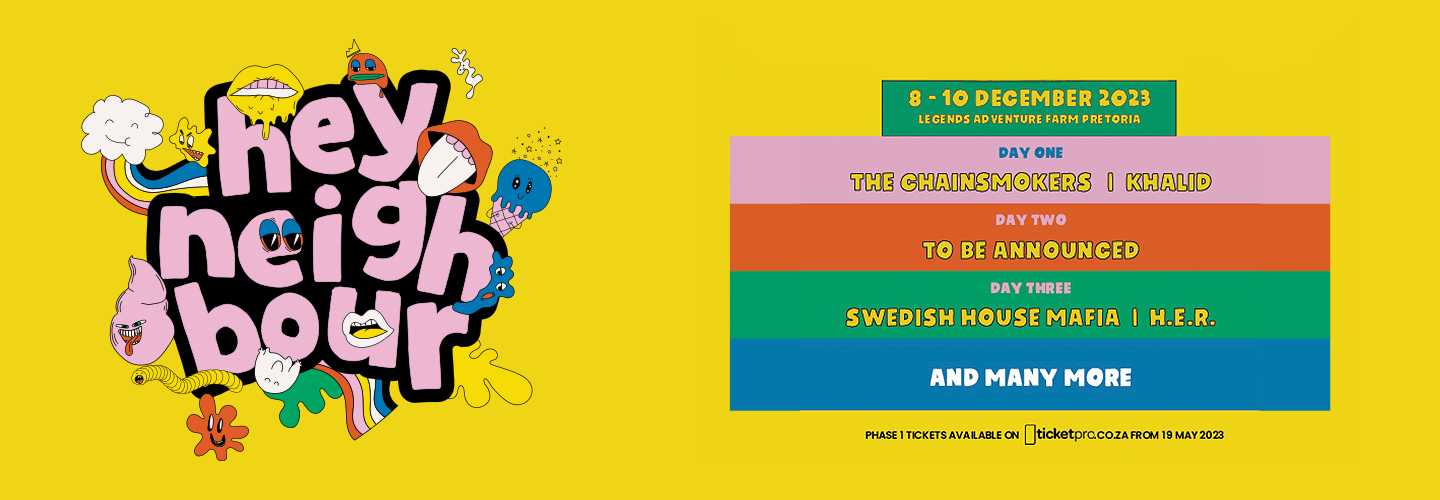 hey
neigh
bour
8 - 10 DECEMBER 2023
LEGENDS ADVENTURE FARM PRETORIA
DAY ONE
THE CHAINSMOKERS | KHALID
DAY TWO
TO BE ANNOUNCED
DAY THREE
SWEDISH HOUSE MAFIA | H.E.R.
AND MANY MORE
PHASE 1 TICKETS AVAILABLE ON ticketpro.CO.ZA FROM 19 MAY 2023